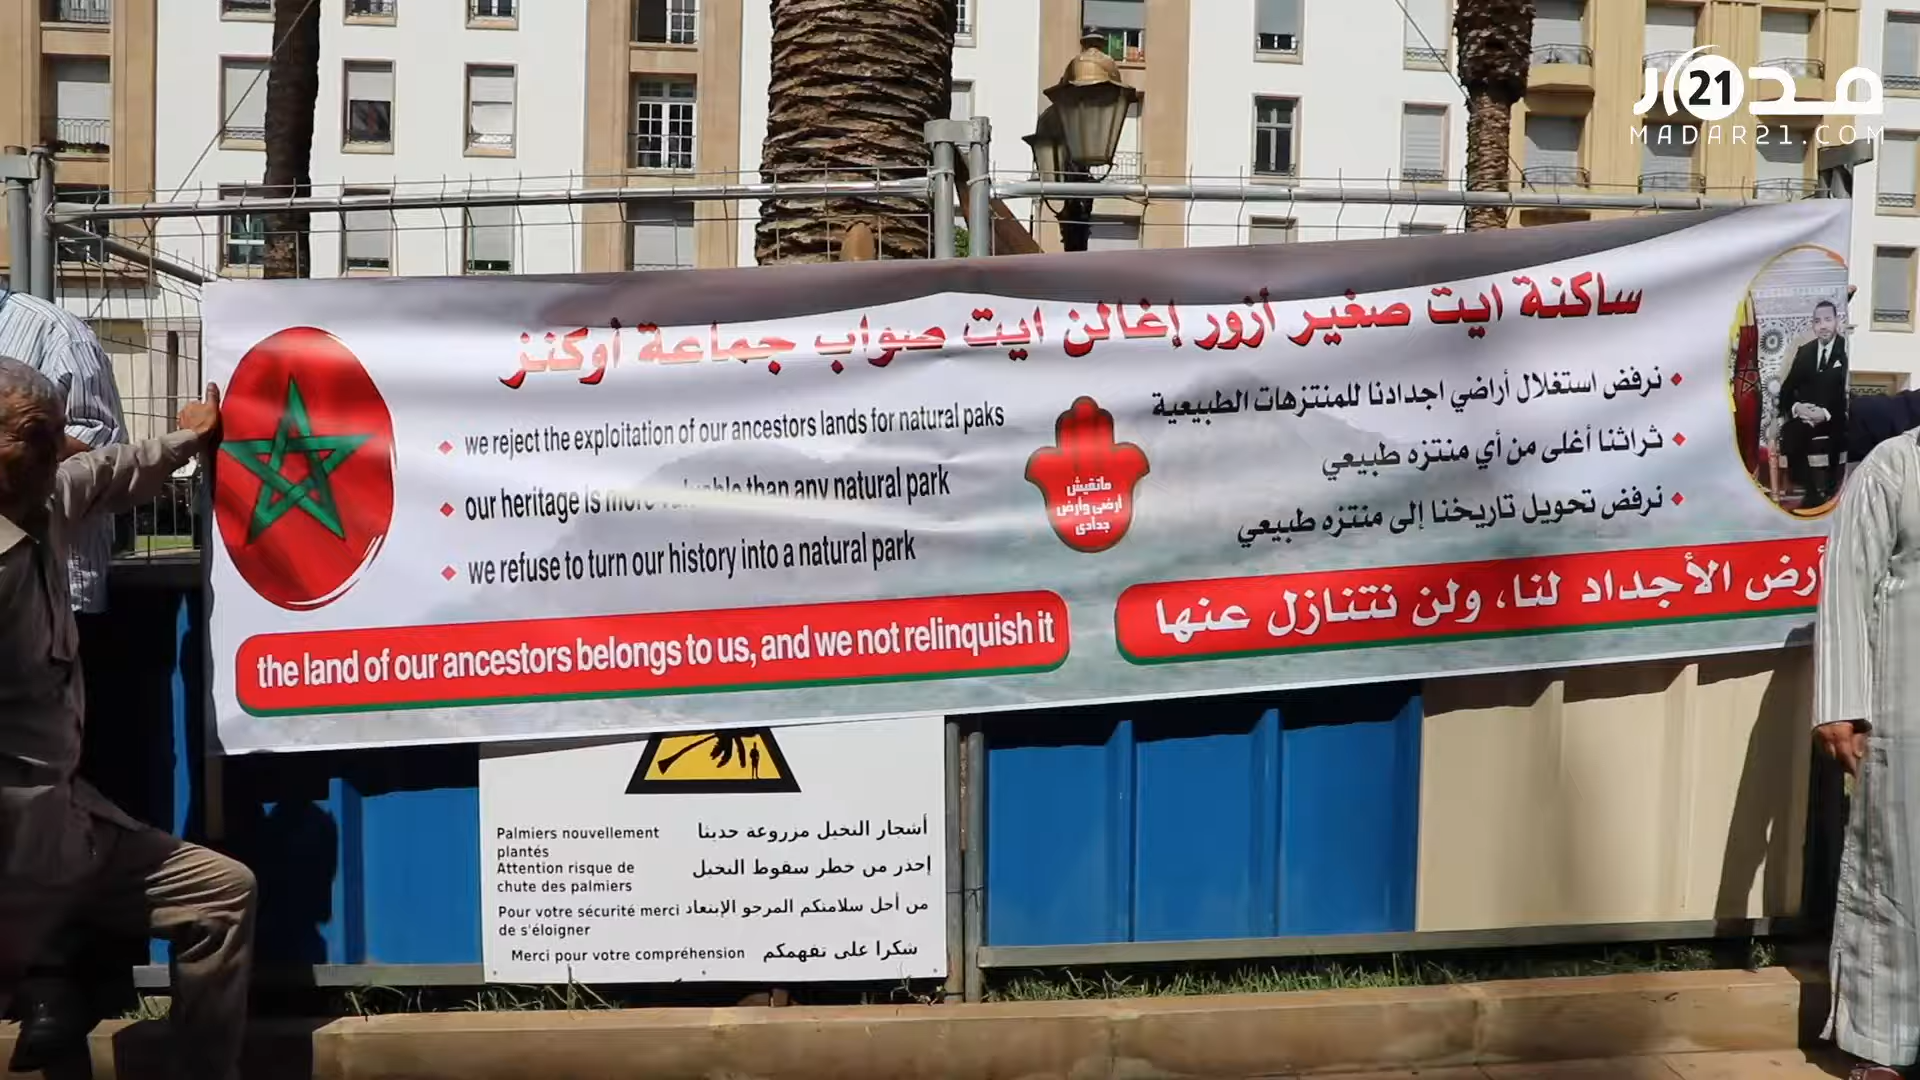 مدار 21
MADAR21.COM
ساكنة ايت صغير أزور إغالن ايت صواب جماعة أوكنز
we reject the exploitation of our ancestors lands for natural paks
our heritage is more valuable than any natural park
we refuse to turn our history into a natural park
the land of our ancestors belongs to us, and we not relinquish it
ماتقيش
أرضي وأرض
جدادي
نرفض استغلال أراضي اجدادنا للمنتزهات الطبيعية
ثراثنا أغلى من أي منتزه طبيعي
نرفض تحويل تاريخنا إلى منتزه طبيعي
أرض الأجداد لنا، ولن نتنازل عنها
Palmiers nouvellement
plantés
Attention risque de
chute des palmiers
Pour votre sécurité merci
de s'éloigner
Merci pour votre compréhension
أشجار النخيل مزروعة حديثا
إحذر من خطر سقوط النخيل
من أجل سلامتكم المرجو الإبتعاد
شكرا على تفهمكم